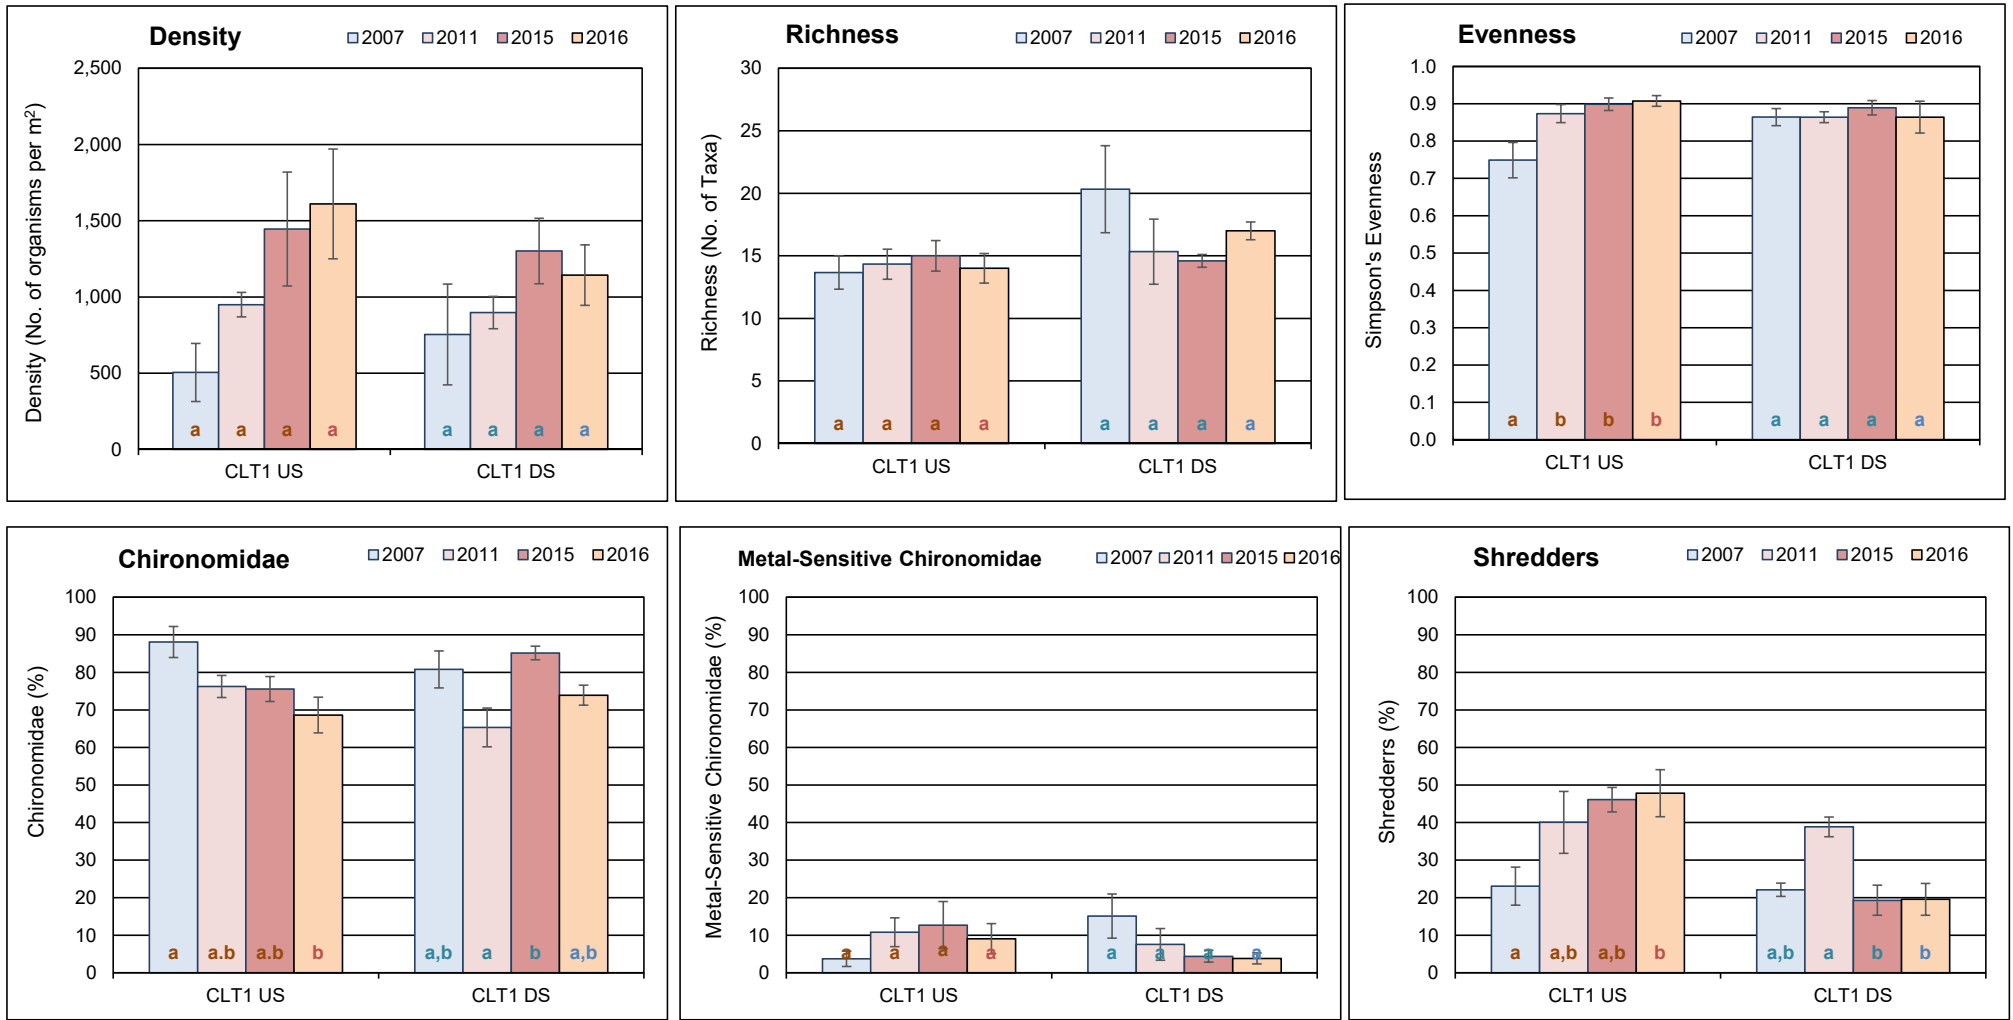 Density
2007 2011 2015 2016
2,500
2,000
1,500
1,000
500
0
Density (No. of organisms per m2)
a a a a a a a a
CLT1 US CLT1 DS
Richness
2007 2011 2015 2016
30
25
20
15
10
5
0
Richness (No. of Taxa)
a a a a a a a a
CLT1 US CLT1 DS
Evenness
2007 2011 2015 2016
1.0
0.9
0.8
0.7
0.6
0.5
0.4
0.3
0.2
0.1
0.0
Simpson's Evenness
a b b b a a a a
CLT1 US CLT1 DS
Chironomidae
2007 2011 2015 2016
100
90
80
70
60
50
40
30
20
10
0
Chironomidae (%)
a a.b a.b b a,b a b a,b
CLT1 US CLT1 DS
Metal-Sensitive Chironomidae
2007 2011 2015 2016
100
90
80
70
60
50
40
30
20
10
0
Metal-Sensitive Chironomidae (%)
a a a a a a a a
CLT1 US CLT1 DS
Shredders
2007 2011 2015 2016
100
90
80
70
60
50
40
30
20
10
0
Shredderrs (%)
a a,b a,b b a,b a b b
CLT1 US CLT1 DS